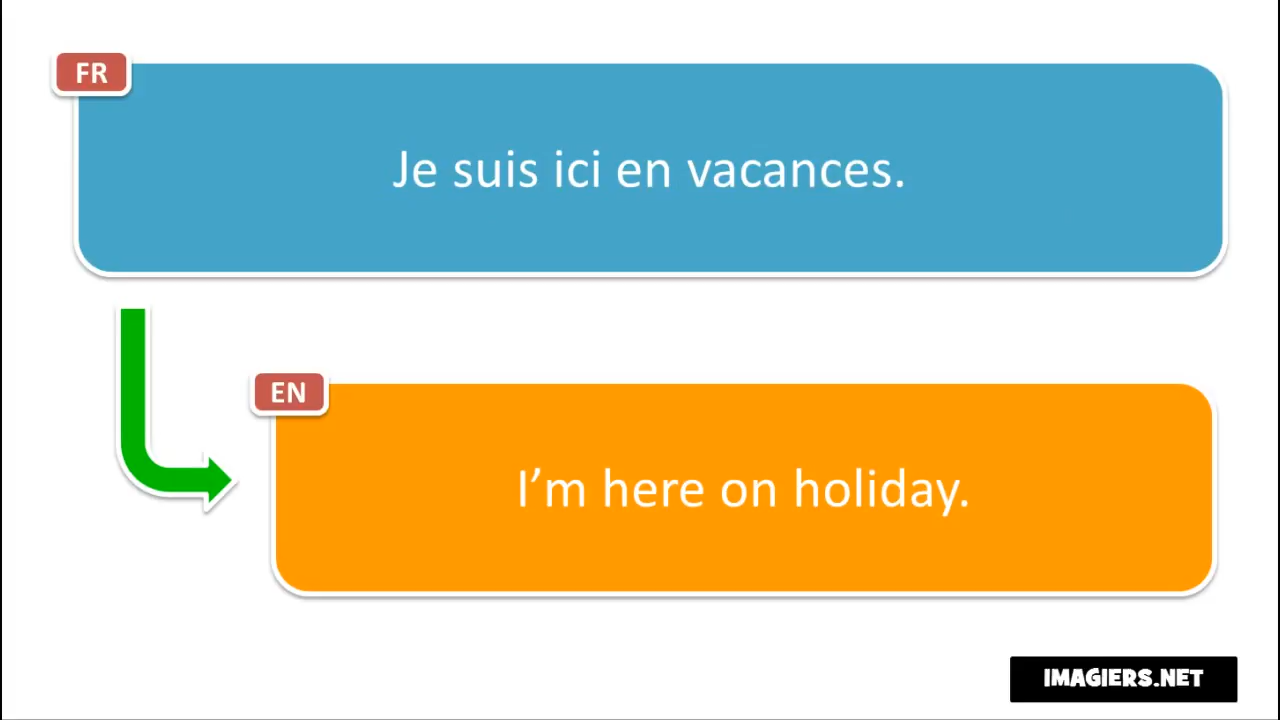 FR
Je suis ici en vacances.
EN
I’m here on holiday.
IMAGIERS.NET